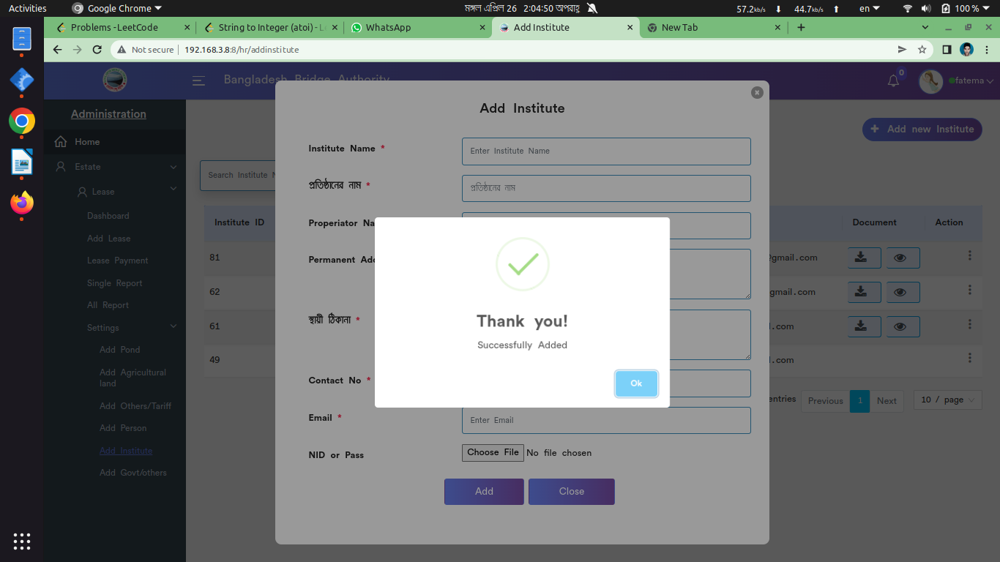 Activities Google Chrome মঙ্গল এপ্রিল 26 2:04:50 অপরাহ্ণ 57.2kb/s 44.7kb/s en 100 %
Problems - LeetCode String to Integer (atoi) - Le WhatsApp Add Institute New Tab
Not secure 192.168.3.8:8/hr/addinstitute
Bangladesh Bridge Authority 0 fatema
Administration
Home
Estate
Lease
Dashboard
Add Lease
Lease Payment
Single Report
All Report
Settings
Add Pond
Add Agricultural
land
Add Others/Tariff
Add Person
Add Institute
Add Govt/others
Add new Institute
Search Institute N
Institute ID Document Action
81 @gmail.com
62 gmail.com
61 l.com
49 l.com
entries Previous 1 Next 10 / page
Add Institute
Institute Name * Enter Institute Name
প্রতিষ্ঠানের নাম * প্রতিষ্ঠানের নাম
Properiator Na
Permanent Add
স্থায়ী ঠিকানা *
Contact No *
Email * Enter Email
NID or Pass Choose File No file chosen
Add Close
Thank you!
Successfully Added
Ok